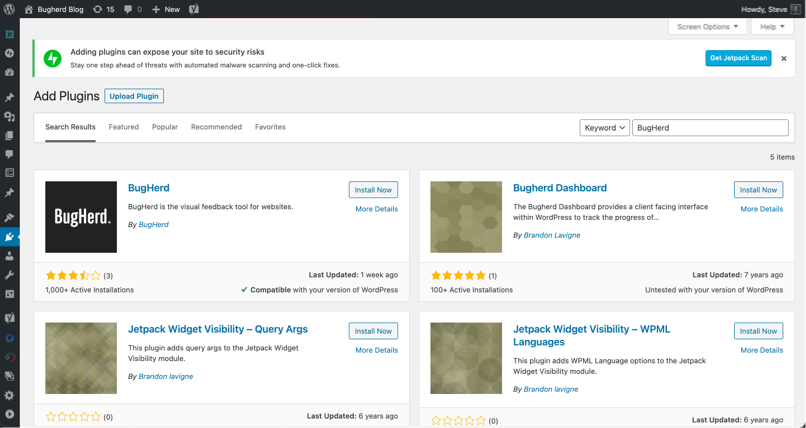 Bugherd Blog 15 0 New Howdy, Steve
Screen Options Help
Adding plugins can expose your site to security risks
Stay one step ahead of threats with automated malware scanning and one-click fixes.
Get Jetpack Scan
Add Plugins Upload Plugin
Search Results Featured Popular Recommended Favorites Keyword BugHerd
5 items
BugHerd.
BugHerd
BugHerd is the visual feedback tool for websites.
By BugHerd
Install Now
More Details
(3)
1,000+ Active Installations
Last Updated: 1 week ago
Compatible with your version of WordPress
Bugherd Dashboard
The Bugherd Dashboard provides a client facing interface
within WordPress to track the progress of...
By Brandon Lavigne
Install Now
More Details
(1)
100+ Active Installations
Last Updated: 7 years ago
Untested with your version of WordPress
Jetpack Widget Visibility – Query Args
This plugin adds query args to the Jetpack Widget
Visibility module.
By Brandon lavigne
Install Now
More Details
(0)
Last Updated: 6 years ago
Jetpack Widget Visibility – WPML
Languages
This plugin adds WPML Language options to the Jetpack
Widget Visibility module.
By Brandon lavigne
Install Now
More Details
(0)
Last Updated: 6 years ago